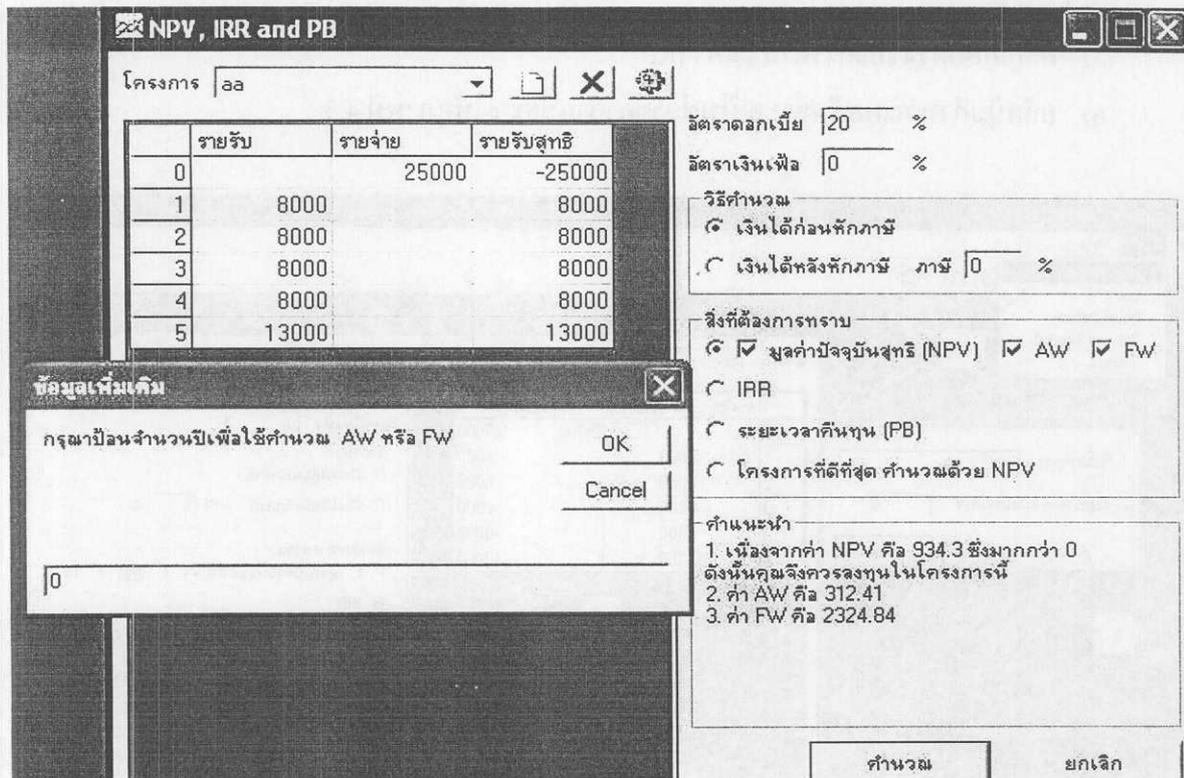 NPV, IRR and PB
โครงการ aa
รายรับ รายจ่าย รายรับสุทธิ
0 25000 -25000
1 8000 8000
2 8000 8000
3 8000 8000
4 8000 8000
5 13000 13000
อัตราดอกเบี้ย 20 %
อัตราเงินเฟ้อ 0 %
วิธีคำนวณ
เงินได้ก่อนหักภาษี
เงินได้หลังหักภาษี ภาษี 0 %
สิ่งที่ต้องการทราบ
มูลค่าปัจจุบันสุทธิ (NPV) AW FW
IRR
ระยะเวลาคืนทุน (PB)
โครงการที่ดีที่สุด คำนวณด้วย NPV
ข้อมูลเพิ่มเติม
กรุณาป้อนจำนวนปีเพื่อใช้คำนวณ AW หรือ FW
OK
Cancel
0
คำแนะนำ
1. เนื่องจากค่า NPV คือ 934.3 ซึ่งมากกว่า 0
ดังนั้นคุณจึงควรลงทุนในโครงการนี้
2. ค่า AW คือ 312.41
3. ค่า FW คือ 2324.84
คำนวณ ยกเลิก